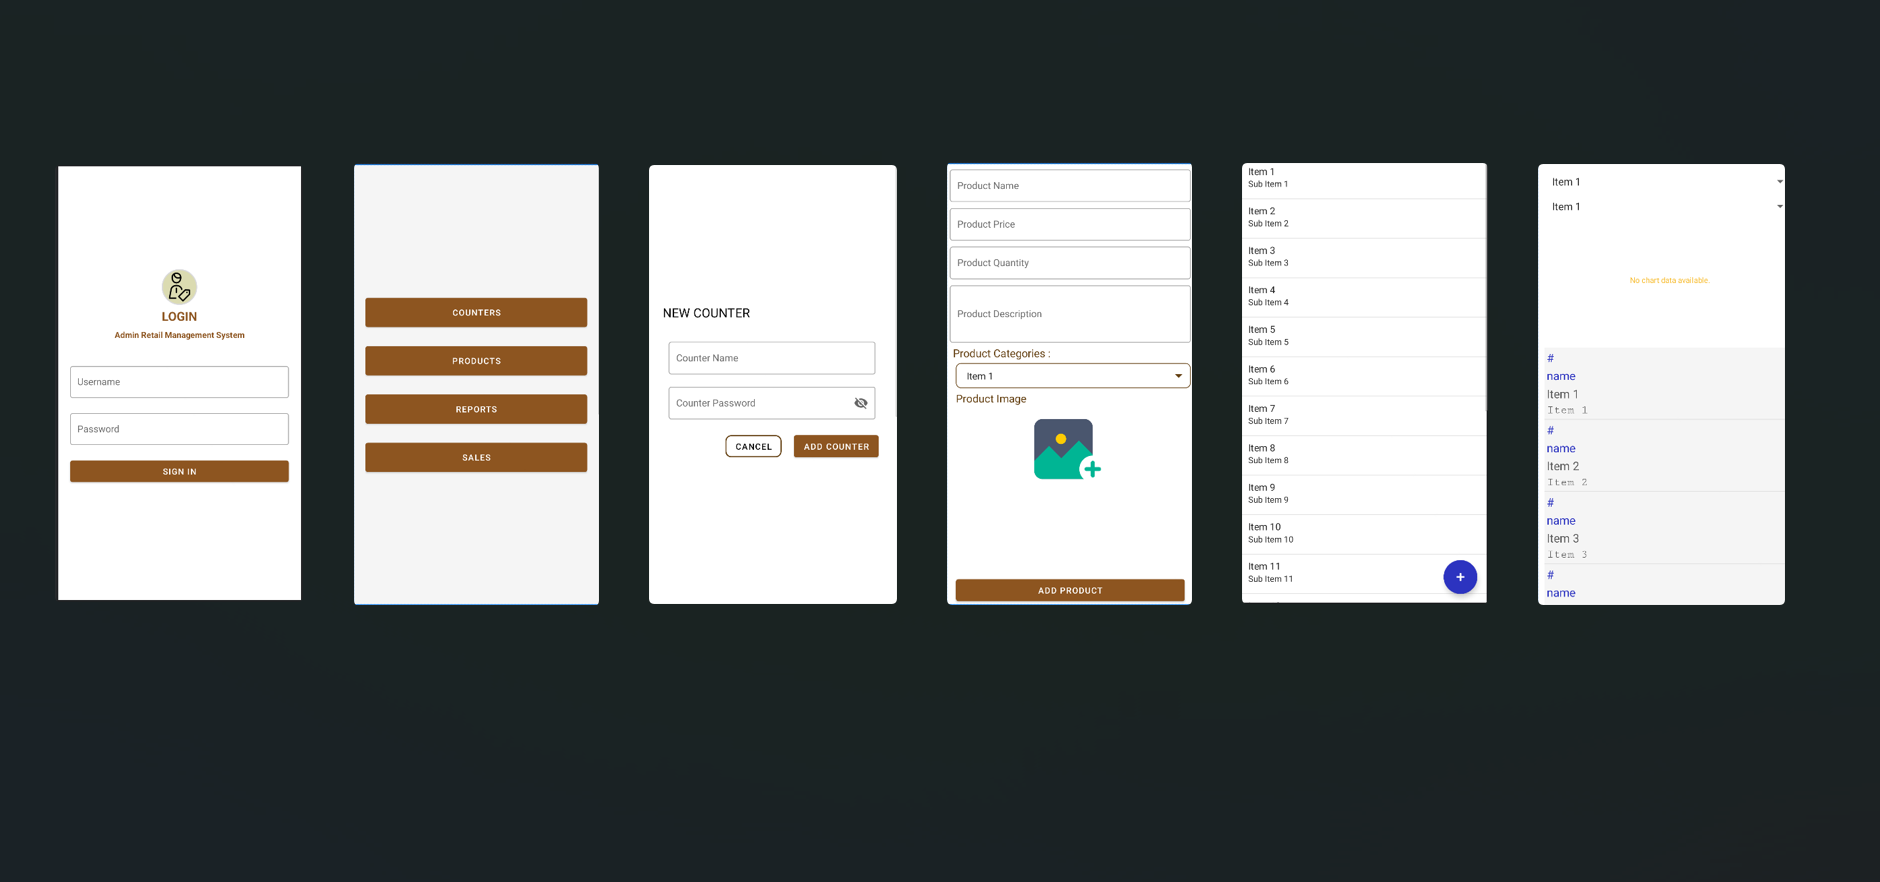 LOGIN
Admin Retail Management System
Username
Password
SIGN IN
COUNTERS
PRODUCTS
REPORTS
SALES
NEW COUNTER
Counter Name
Counter Password
CANCEL
ADD COUNTER
Product Name
Product Price
Product Quantity
Product Description
Product Categories :
Item 1
Product Image
ADD PRODUCT
Item 1
Sub Item 1
Item 2
Sub Item 2
Item 3
Sub Item 3
Item 4
Sub Item 4
Item 5
Sub Item 5
Item 6
Sub Item 6
Item 7
Sub Item 7
Item 8
Sub Item 8
Item 9
Sub Item 9
Item 10
Sub Item 10
Item 11
Sub Item 11
+
Item 1
Item 1
No chart data available.
#
name
Item 1
Item 1
#
name
Item 2
Item 2
#
name
Item 3
Item 3
#
name